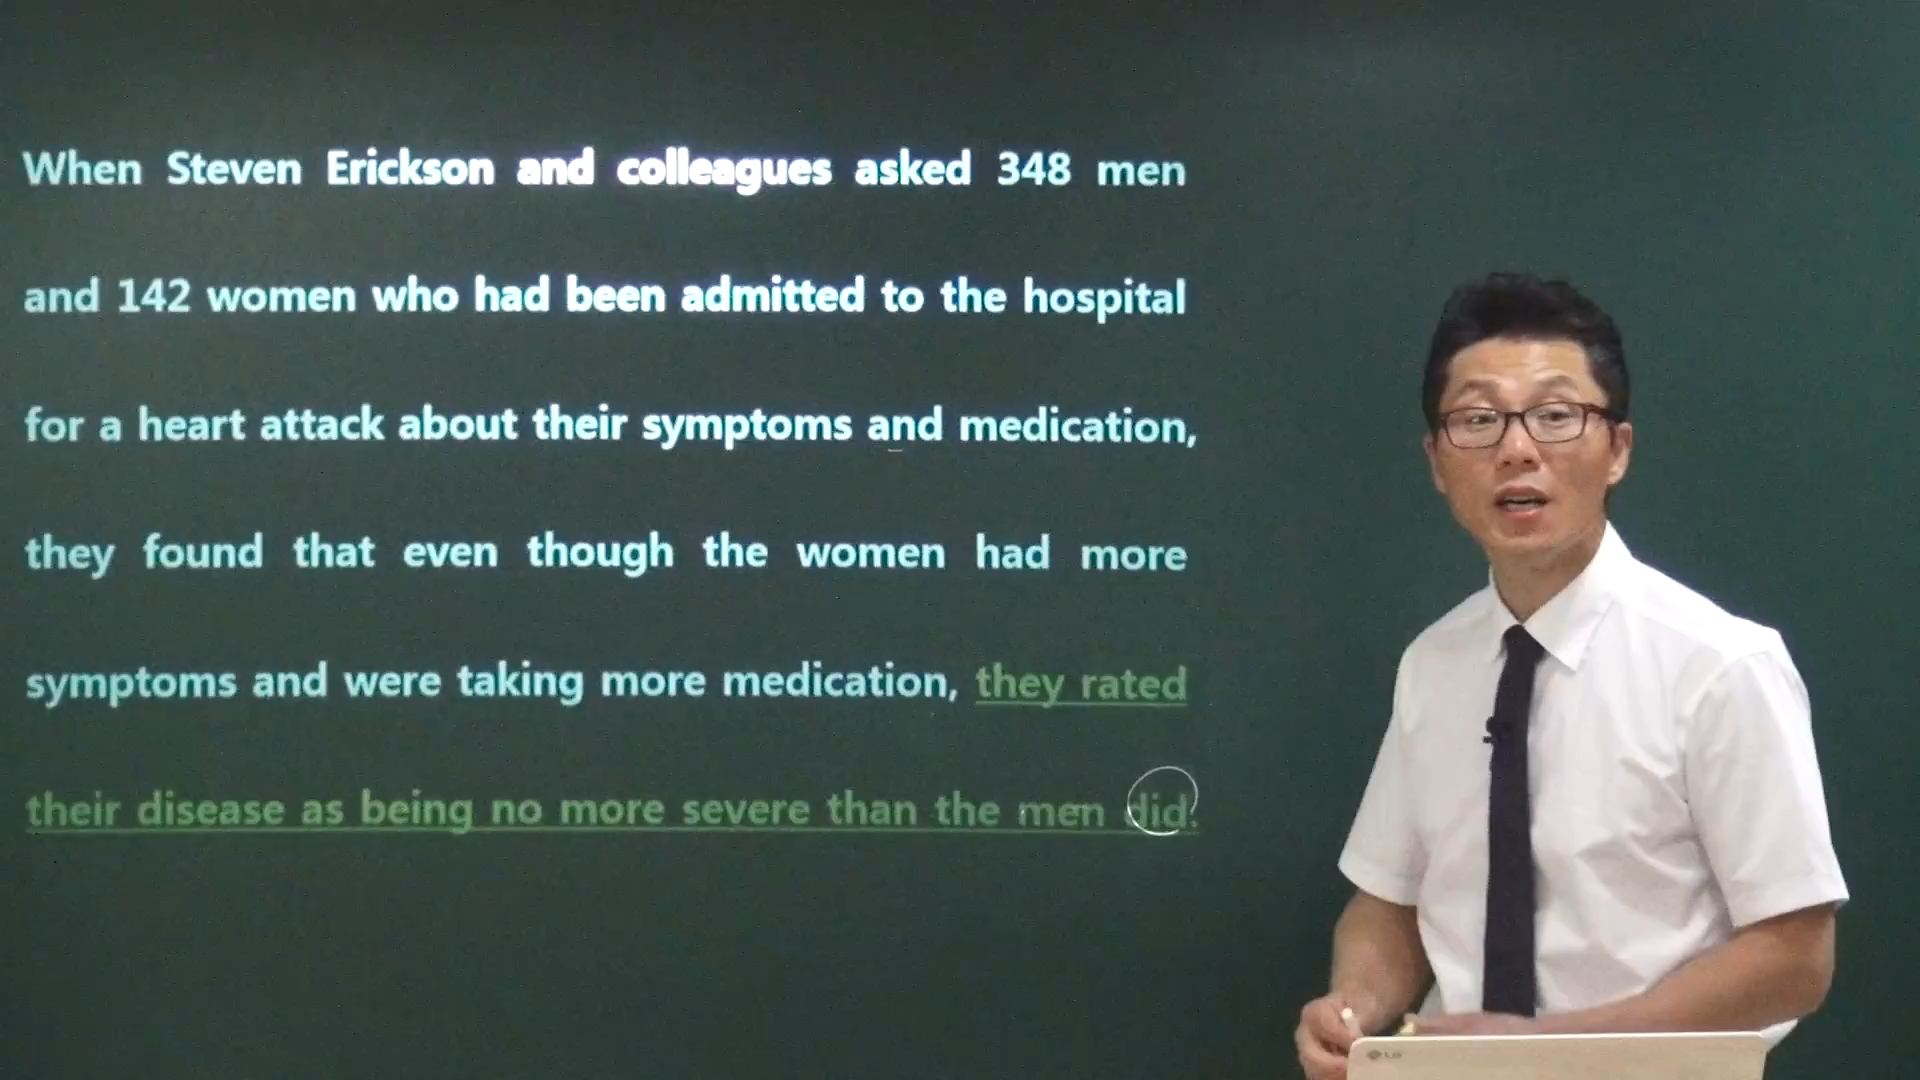 When Steven Erickson and colleagues asked 348 men
and 142 women who had been admitted to the hospital
for a heart attack about their symptoms and medication,
they found that even though the women had more
symptoms and were taking more medication, they rated
their disease as being no more severe than the men did.
LG